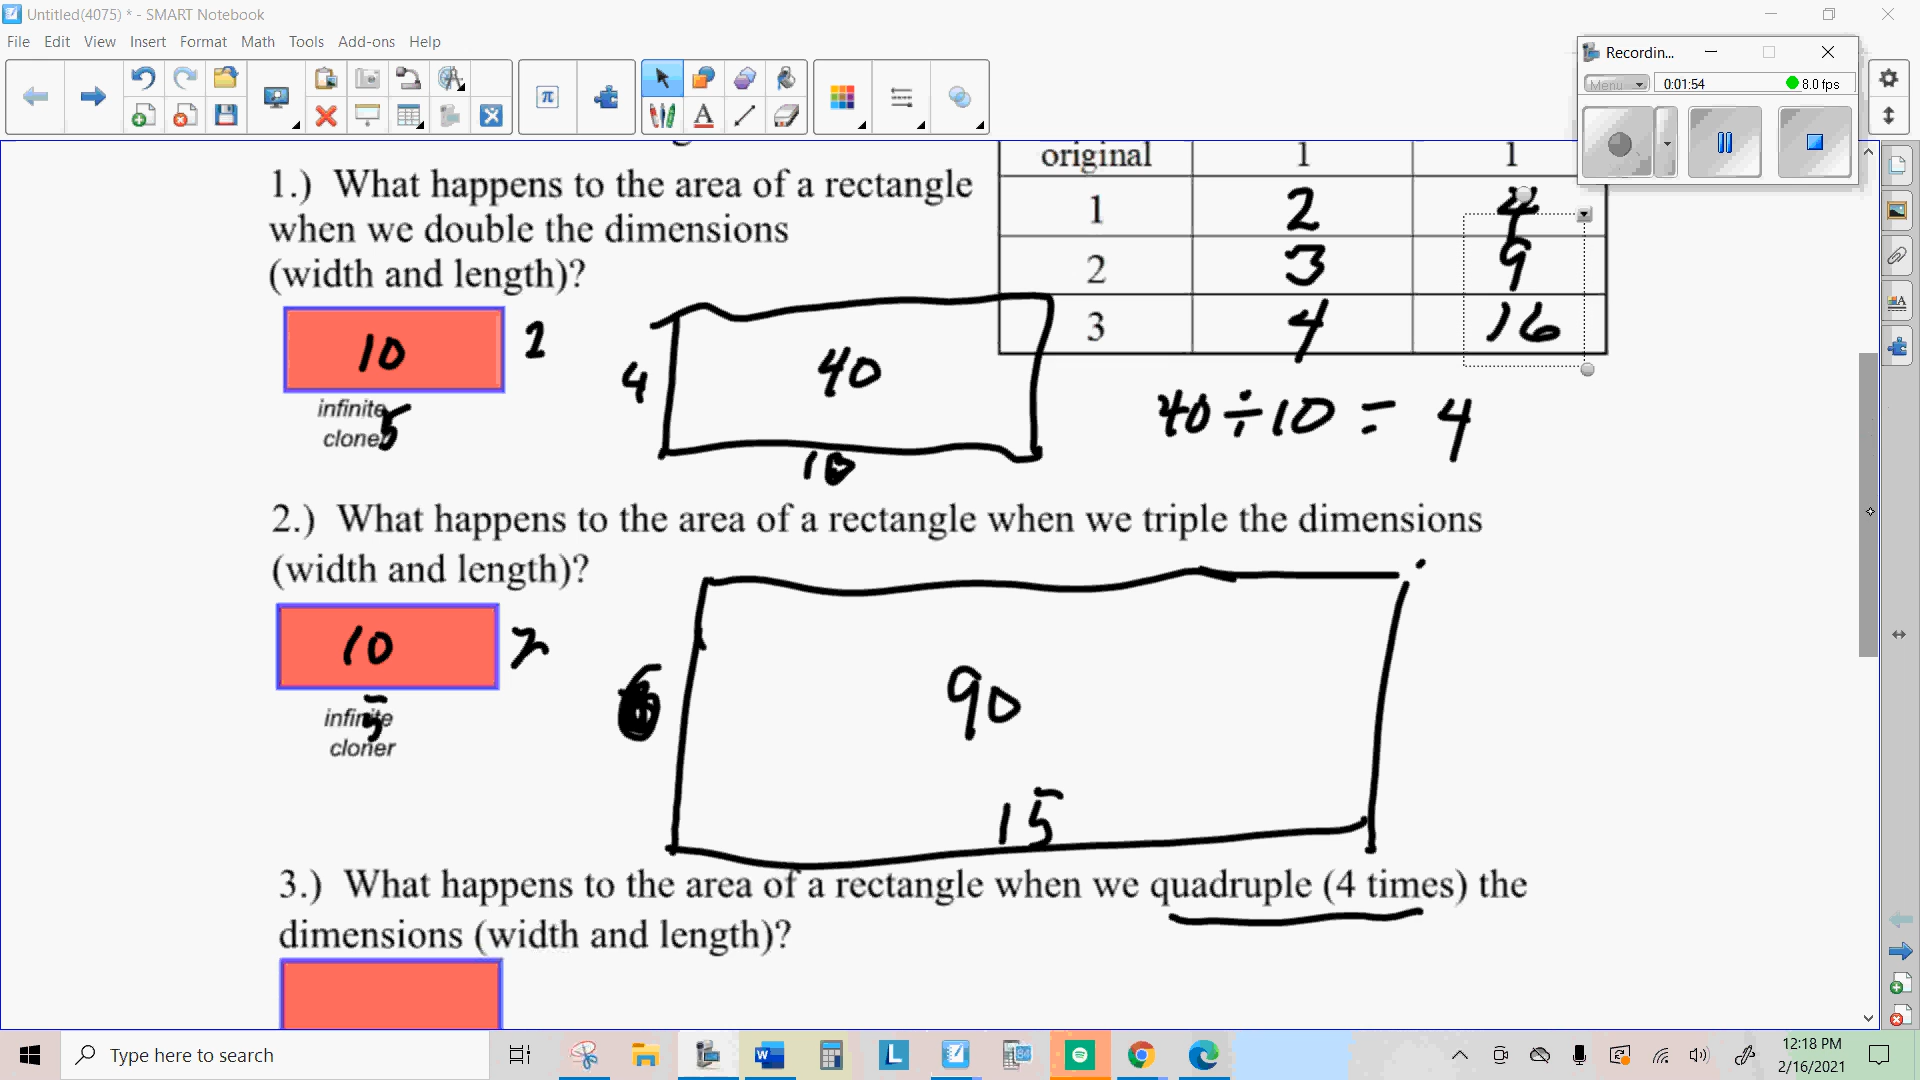 Untitled(4075) * - SMART Notebook
File Edit View Insert Format Math Tools Add-ons Help
Recordin...
Menu 0:01:54 8.0 fps
original 1 1
1 2 4
2 3 9
3 4 16
1.) What happens to the area of a rectangle
when we double the dimensions
(width and length)?
10 2
infinite
cloner
5
4 40
10
40 ÷ 10 = 4
2.) What happens to the area of a rectangle when we triple the dimensions
(width and length)?
10 2
infinite
cloner
5
6 90
15
3.) What happens to the area of a rectangle when we quadruple (4 times) the
dimensions (width and length)?
Type here to search
12:18 PM
2/16/2021